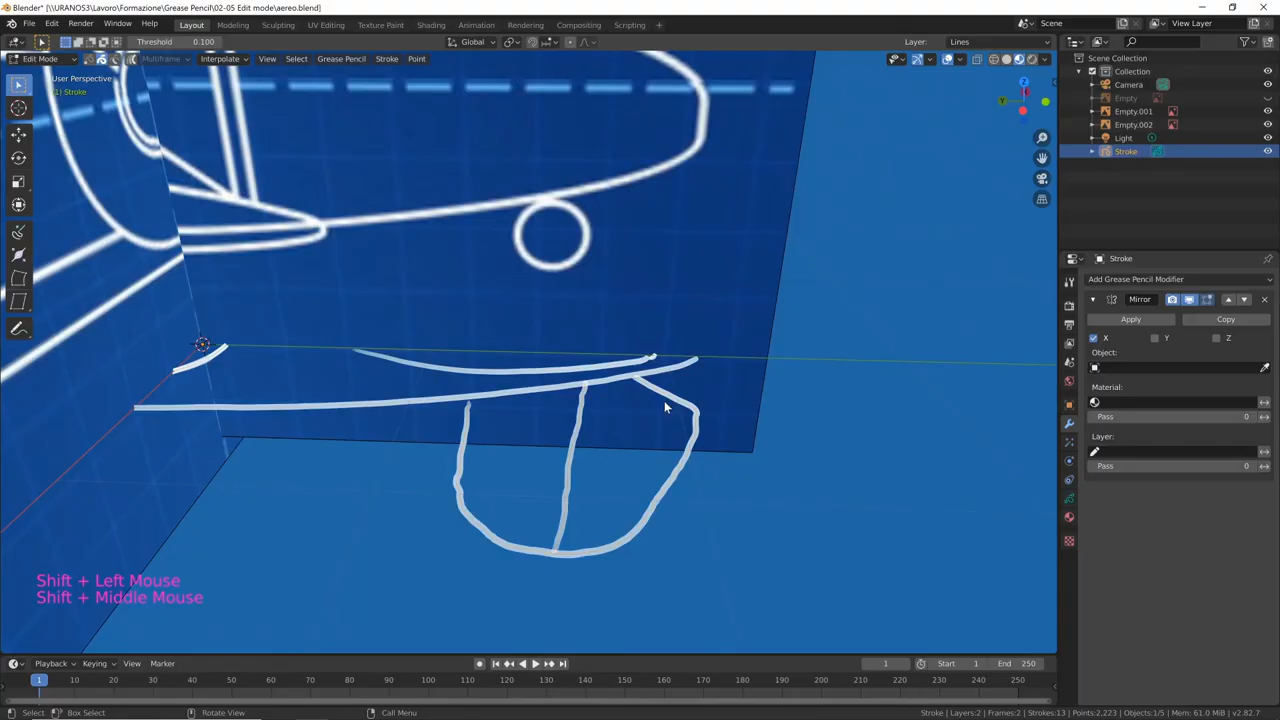 Blender* [\\URANOS3\Lavoro\Formazione\Grease Pencil\02-05 Edit mode\aereo.blend]
File Edit Render Window Help Layout Modeling Sculpting UV Editing Texture Paint Shading Animation Rendering Compositing Scripting + Scene View Layer
Threshold 0.100 Global Layer: Lines
Edit Mode Multiframe Interpolate View Select Grease Pencil Stroke Point
User Perspective
(1) Stroke
Z
Y
Scene Collection
Collection
Camera
Empty
Empty.001
Empty.002
Light
Stroke
Stroke
Add Grease Pencil Modifier
Mirror
Apply Copy
X Y Z
Object:
Material:
Pass 0
Layer:
Pass 0
Shift + Left Mouse
Shift + Middle Mouse
Playback Keying View Marker 1 Start 1 End 250
1 10 20 30 40 50 60 70 80 90 100 110 120 130 140 150 160 170 180 190 200 210 220 230 240 250
Select Box Select Rotate View Call Menu Stroke | Layers:2 | Frames:2 | Strokes:13 | Points:2,223 | Objects:1/5 | Mem: 61.0 MiB | v2.82.7